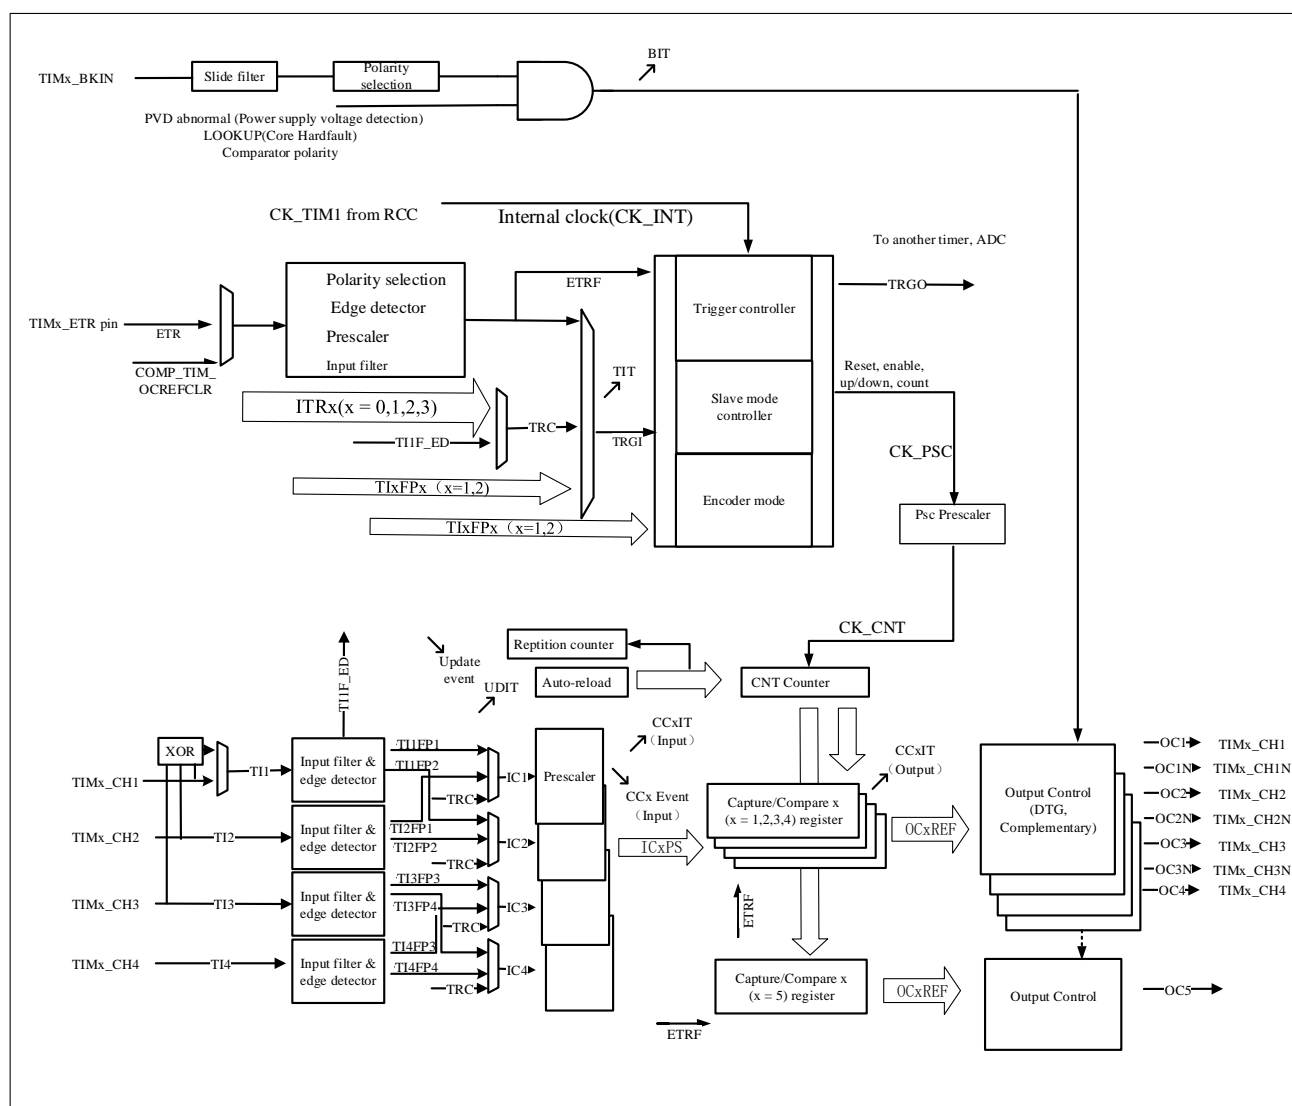 BIT
TIMx_BKIN
Slide filter
Polarity
selection
PVD abnormal (Power supply voltage detection)
LOOKUP(Core Hardfault)
Comparator polarity
CK_TIM1 from RCC
Internal clock(CK_INT)
To another timer, ADC
TRGO
TIMx_ETR pin
ETR
COMP_TIM_
OCREFCLR
Polarity selection
Edge detector
Prescaler
Input filter
ETRF
Trigger controller
Slave mode
controller
Encoder mode
Reset, enable,
up/down, count
TIT
ITRx(x = 0,1,2,3)
TI1F_ED
TRC
TRGI
TIxFPx（x=1,2)
TIxFPx（x=1,2）
CK_PSC
Psc Prescaler
CK_CNT
TI1F_ED
Update
event
UDIT
Reptition counter
Auto-reload
CNT Counter
XOR
TIMx_CH1
TI1
Input filter &
edge detector
TI1FP1
TI1FP2
TRC
IC1
Prescaler
CCxIT
（Input）
CCx Event
(Input）
CCxIT
（Output）
TIMx_CH2
TI2
Input filter &
edge detector
TI2FP1
TI2FP2
TRC
IC2
ICxPS
Capture/Compare x
(x = 1,2,3,4) register
OCxREF
Output Control
(DTG,
Complementary)
OC1
TIMx_CH1
OC1N
TIMx_CH1N
OC2
TIMx_CH2
OC2N
TIMx_CH2N
OC3
TIMx_CH3
OC3N
TIMx_CH3N
OC4
TIMx_CH4
TIMx_CH3
TI3
Input filter &
edge detector
TI3FP3
TI3FP4
TRC
IC3
ETRF
TIMx_CH4
TI4
Input filter &
edge detector
TI4FP3
TI4FP4
TRC
IC4
ETRF
Capture/Compare x
(x = 5) register
OCxREF
Output Control
OC5